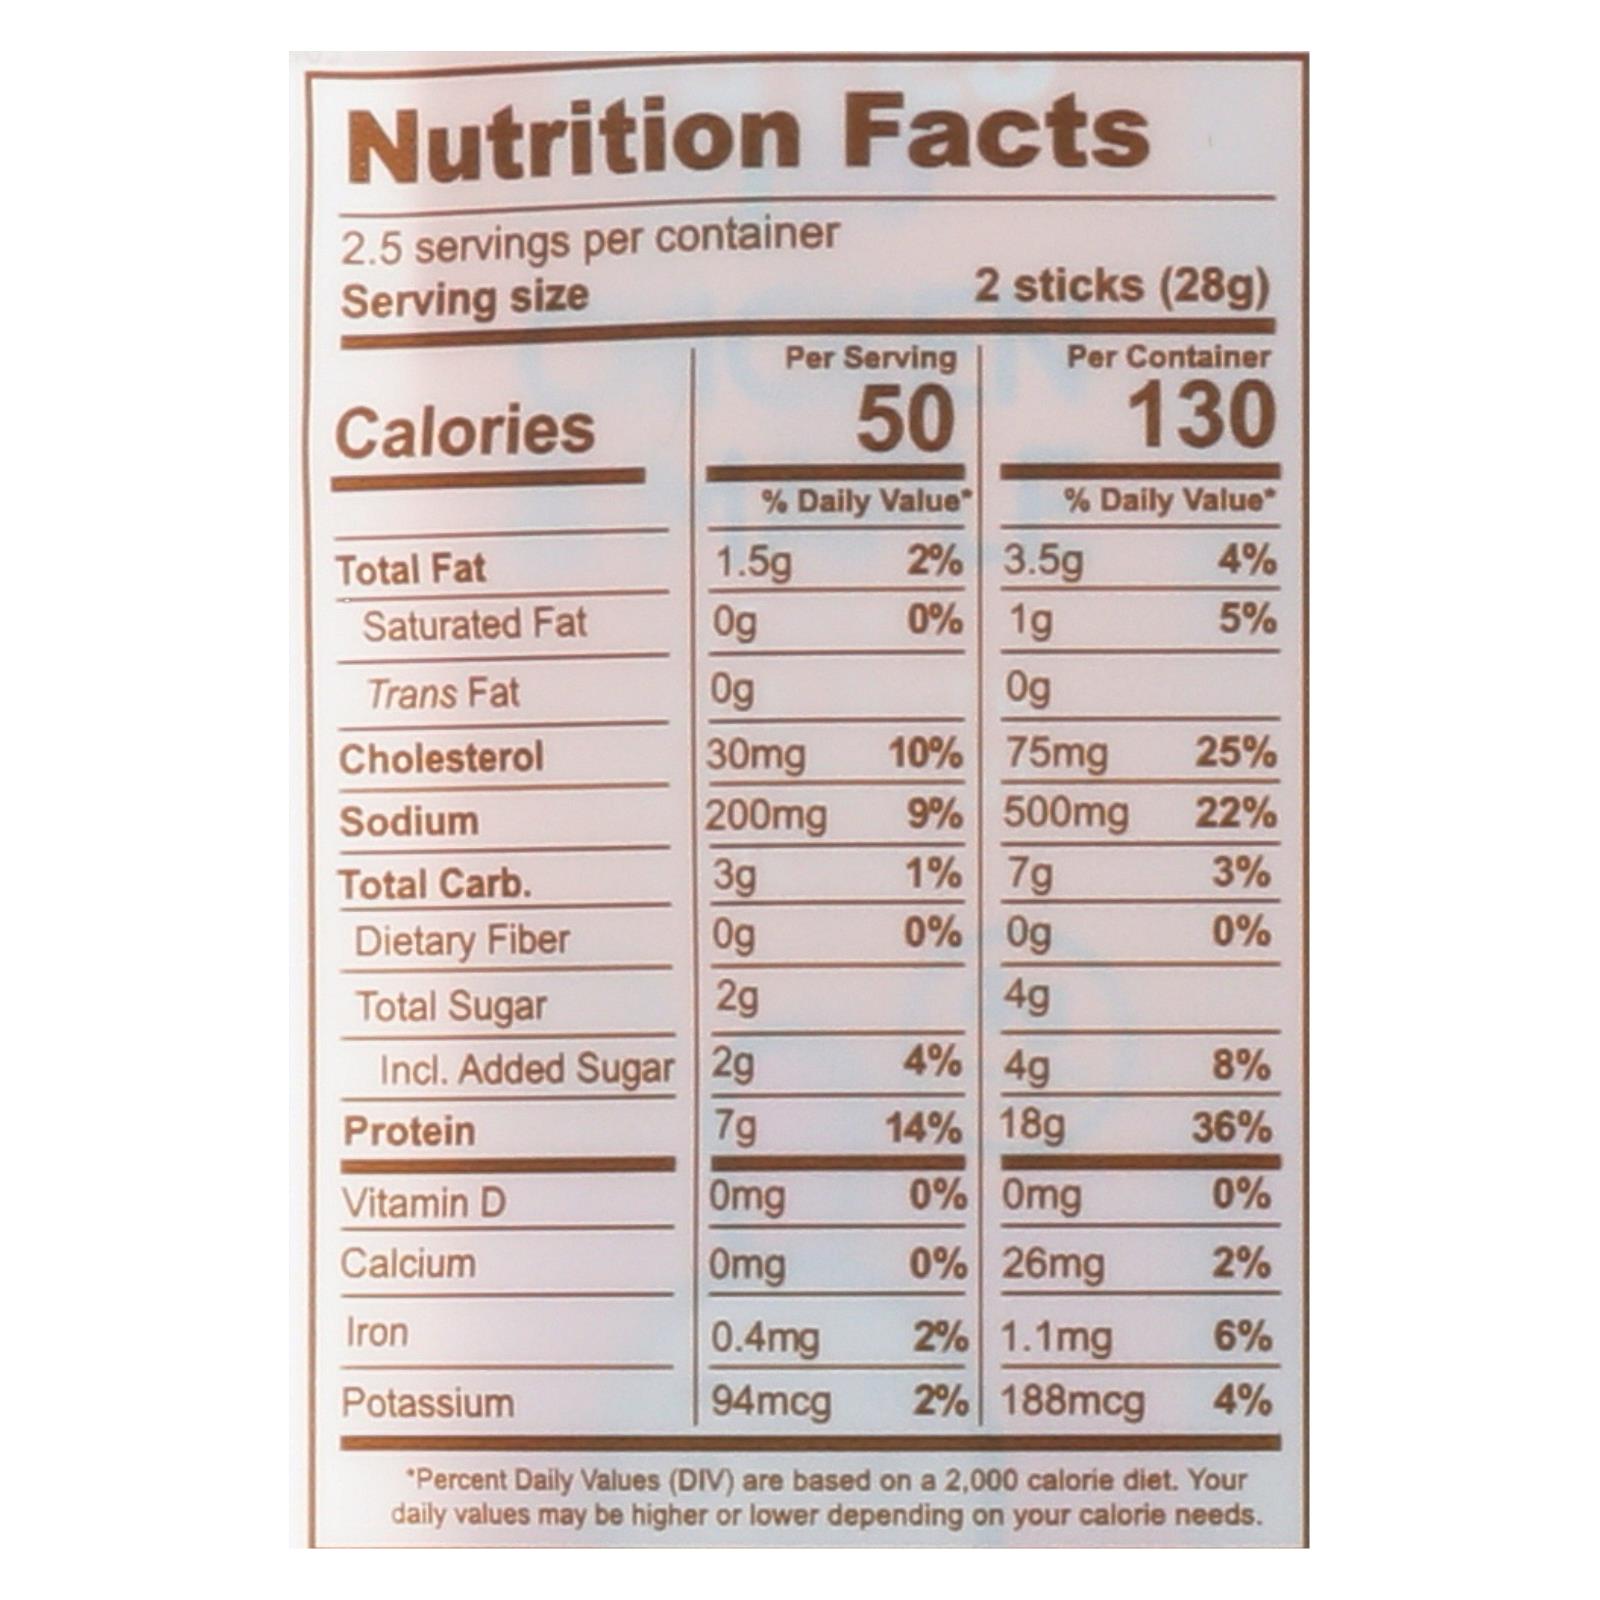 Nutrition Facts
2.5 servings per container
Serving size 2 sticks (28g)
Per Serving Per Container
Calories 50 130
% Daily Value* % Daily Value*
Total Fat 1.5g 2% 3.5g 4%
Saturated Fat 0g 0% 1g 5%
Trans Fat 0g 0g
Cholesterol 30mg 10% 75mg 25%
Sodium 200mg 9% 500mg 22%
Total Carb. 3g 1% 7g 3%
Dietary Fiber 0g 0% 0g 0%
Total Sugar 2g 4g
Incl. Added Sugar 2g 4% 4g 8%
Protein 7g 14% 18g 36%
Vitamin D 0mg 0% 0mg 0%
Calcium 0mg 0% 26mg 2%
Iron 0.4mg 2% 1.1mg 6%
Potassium 94mcg 2% 188mcg 4%
*Percent Daily Values (DIV) are based on a 2,000 calorie diet. Your
daily values may be higher or lower depending on your calorie needs.